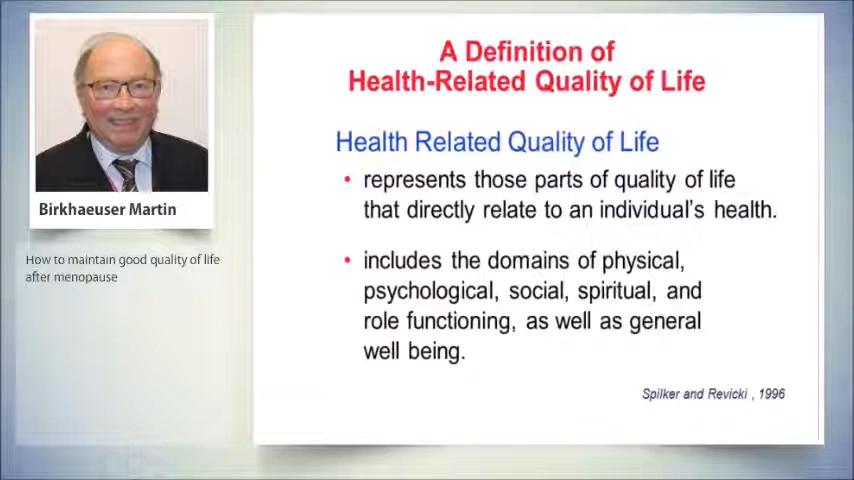 Birkhaeuser Martin
How to maintain good quality of life
after menopause
A Definition of
Health-Related Quality of Life
Health Related Quality of Life
• represents those parts of quality of life
that directly relate to an individual's health.
• includes the domains of physical,
psychological, social, spiritual, and
role functioning, as well as general
well being.
Spilker and Revicki , 1996